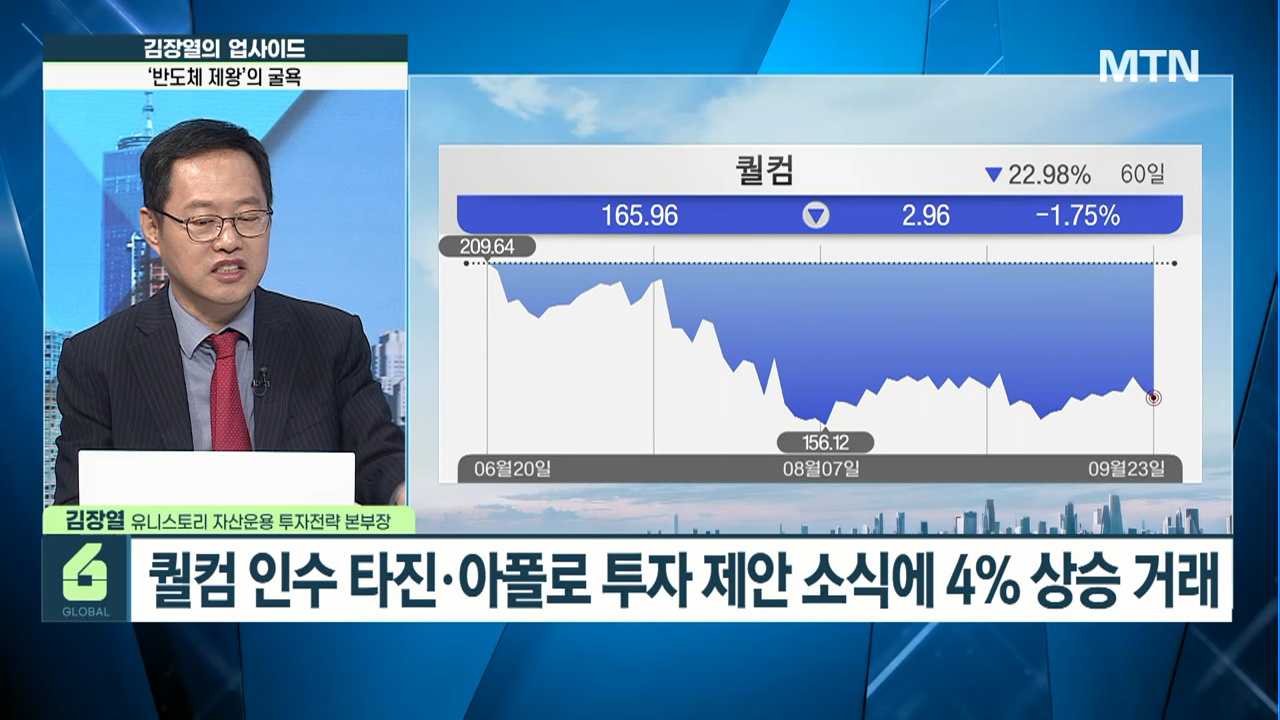 김장열의 업사이드
'반도체 제왕'의 굴욕
MTN
퀄컴
▼ 22.98% 60일
165.96 ▽ 2.96 -1.75%
209.64
156.12
06월20일 08월07일 09월23일
김장열 유니스토리 자산운용 투자전략 본부장
6
GLOBAL
퀄컴 인수 타진·아폴로 투자 제안 소식에 4% 상승 거래